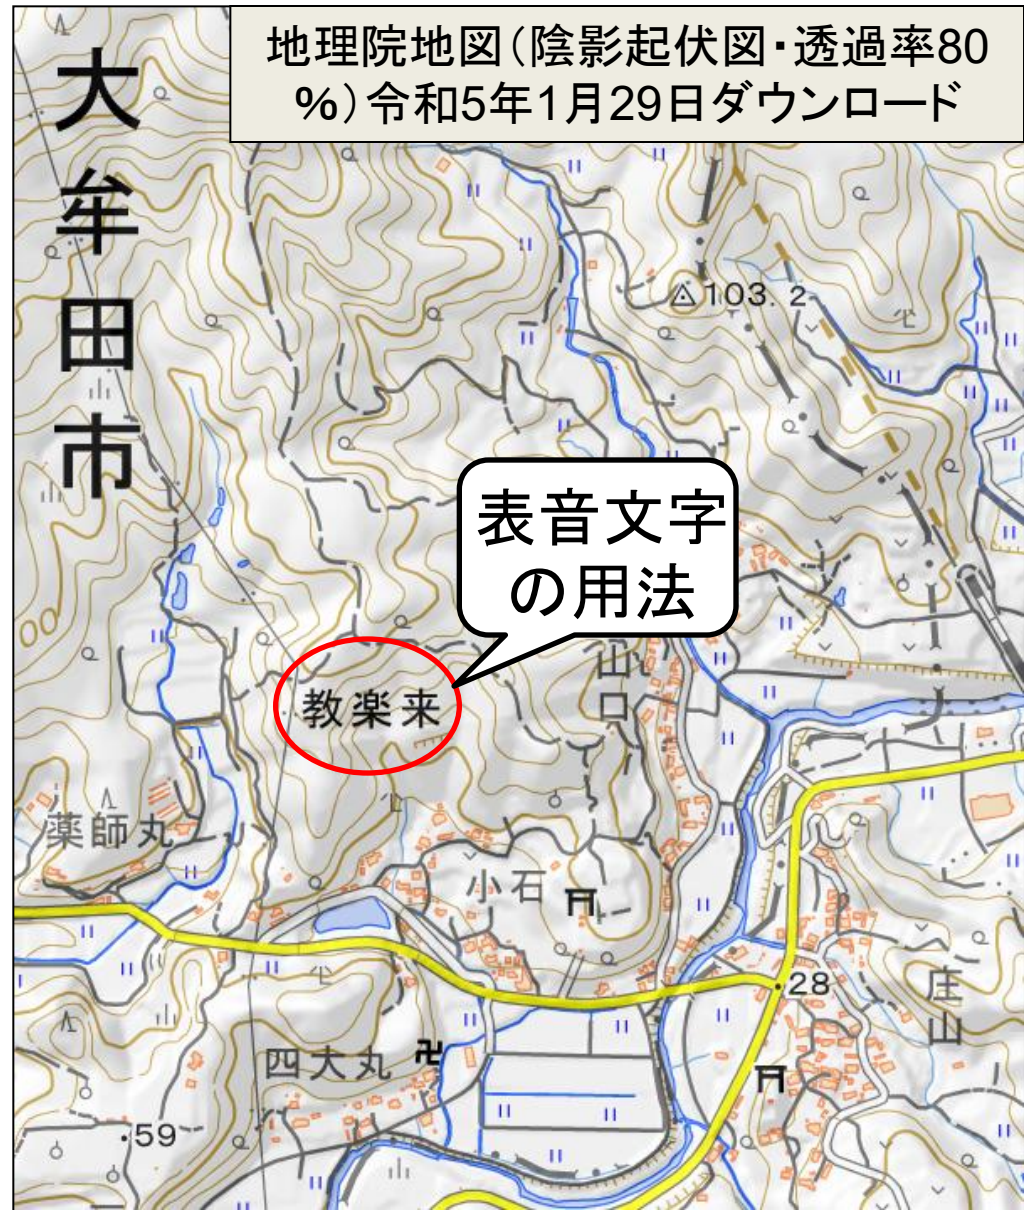 地理院地図(陰影起伏図・透過率80
%)令和5年1月29日ダウンロード
大牟田市
103.2
表音文字
の用法
山口
教楽来
薬師丸
小石
28
庄山
四大丸
59